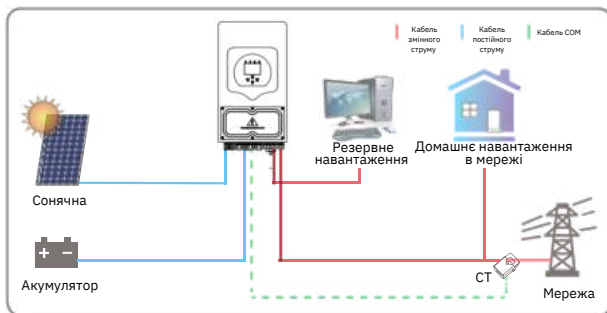 Кабель
змінного
струму
Кабель
постійного
струму
Кабель COM
Резервне
навантаження
Домашнє навантаження
в мережі
Сонячна
Акумулятор
CT
Мережа